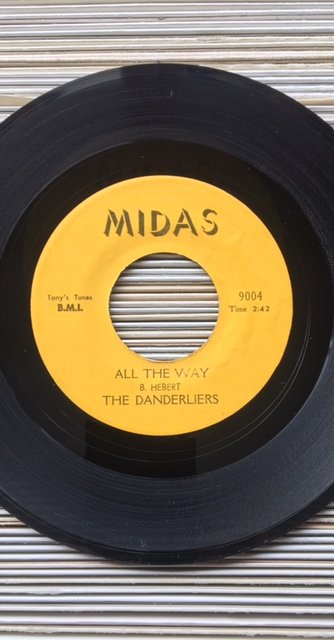 MIDAS
Tony's Tunes
B.M.I.
9004
Time 2:42
ALL THE WAY
B. HEBERT
THE DANDERLIERS